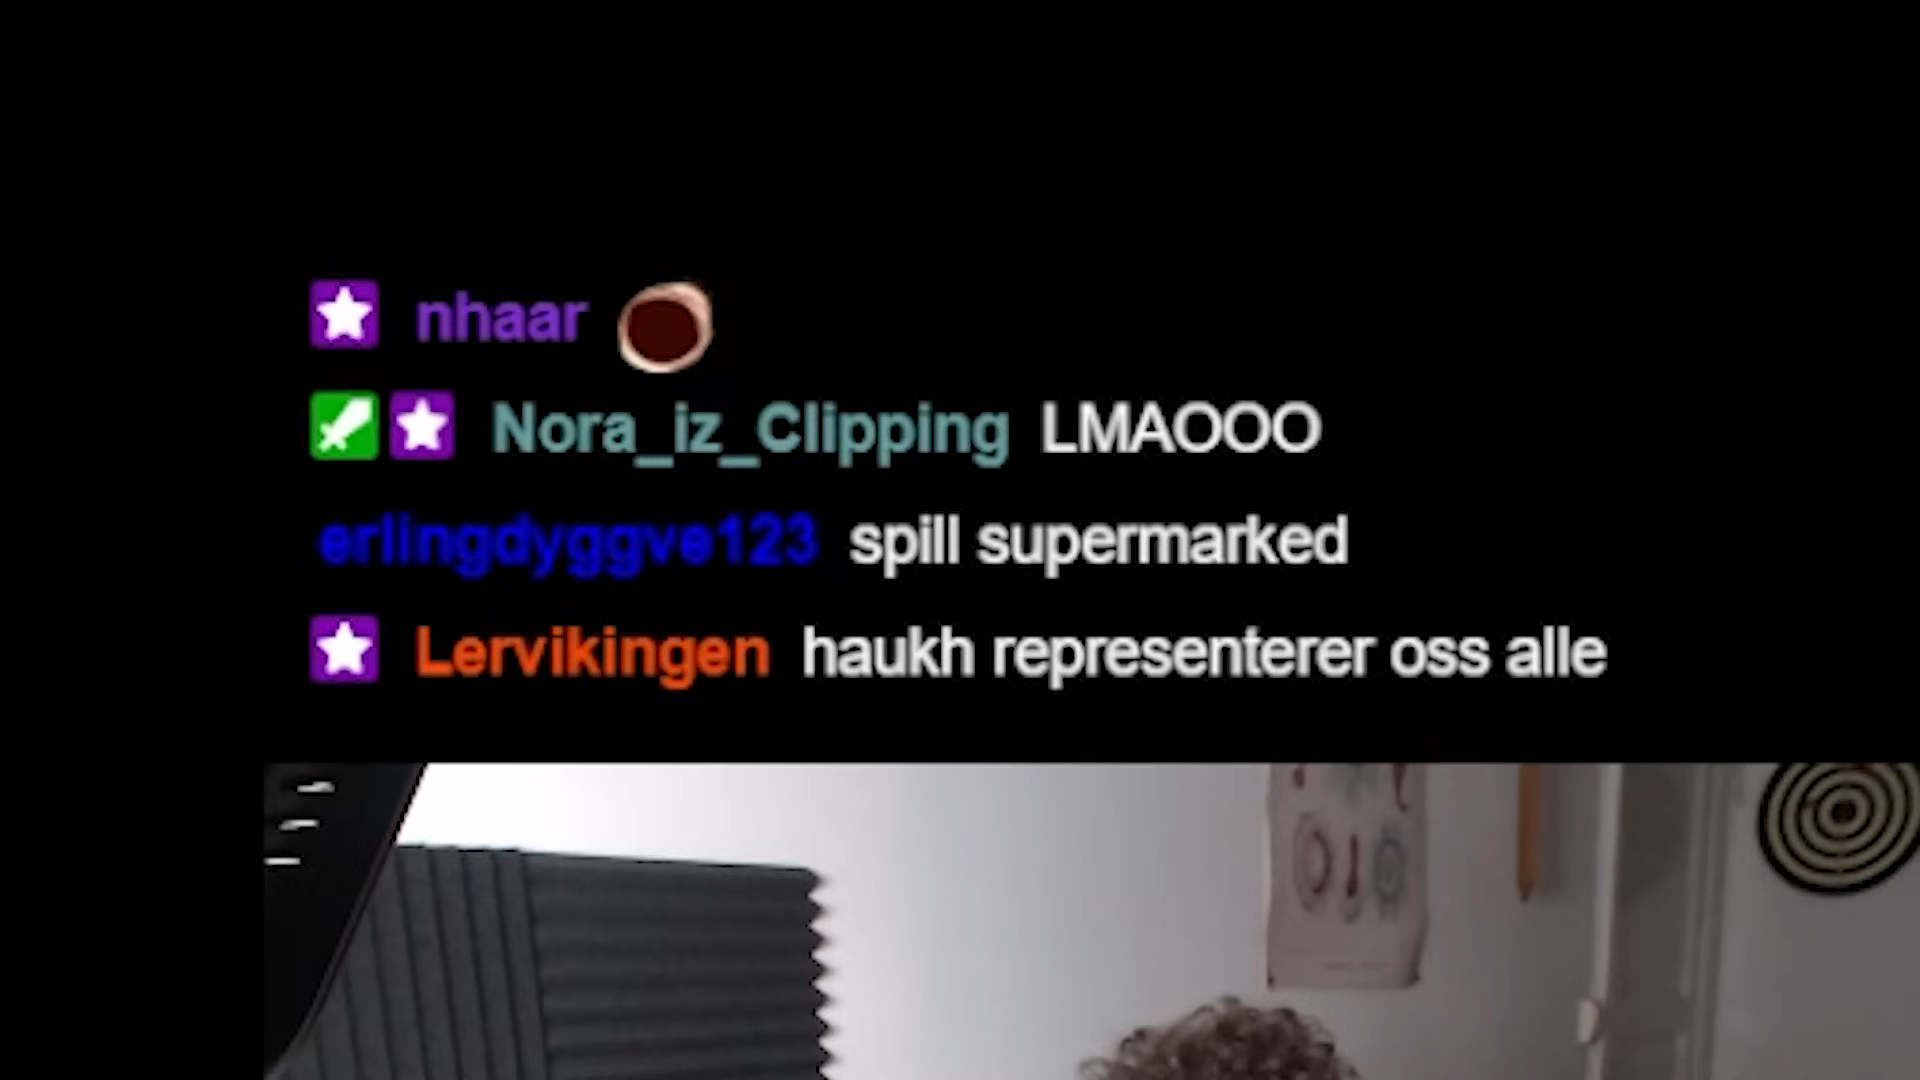 nhaar
Nora_iz_Clipping LMAOOO
erlingdyggve123 spill supermarked
Lervikingen haukh representerer oss alle